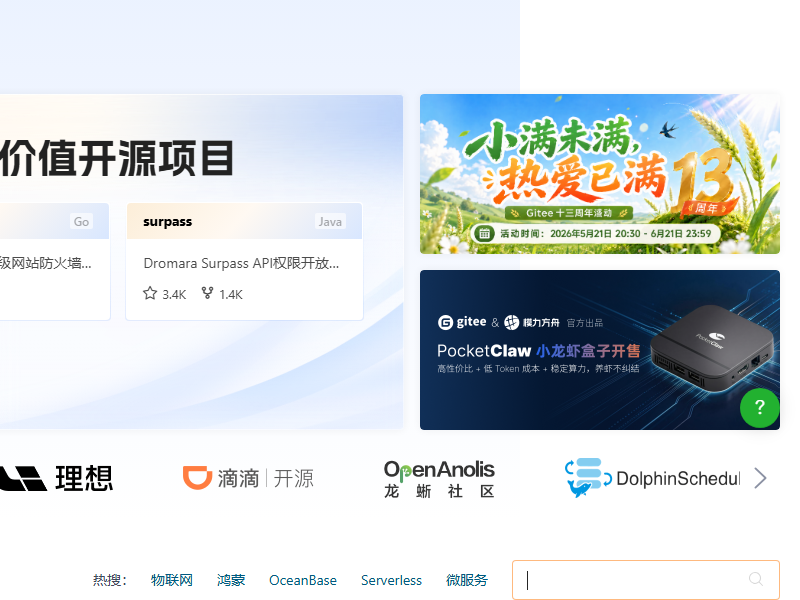 价值开源项目
Go
级网站防火墙...
surpass
Java
Dromara Surpass API权限开放...
3.4K
1.4K
小满未满,
热爱已满
13
周年
Gitee 十三周年活动
活动时间：2026年5月21日 20:30 - 6月21日 23:59
gitee & 模力方舟 官方出品
PocketClaw 小龙虾盒子开售
高性价比 + 低 Token 成本 + 稳定算力，养虾不纠结
PocketClaw
?
理想
滴滴 | 开源
OpenAnolis
龙蜥社区
DolphinSchedul
热搜：
物联网
鸿蒙
OceanBase
Serverless
微服务